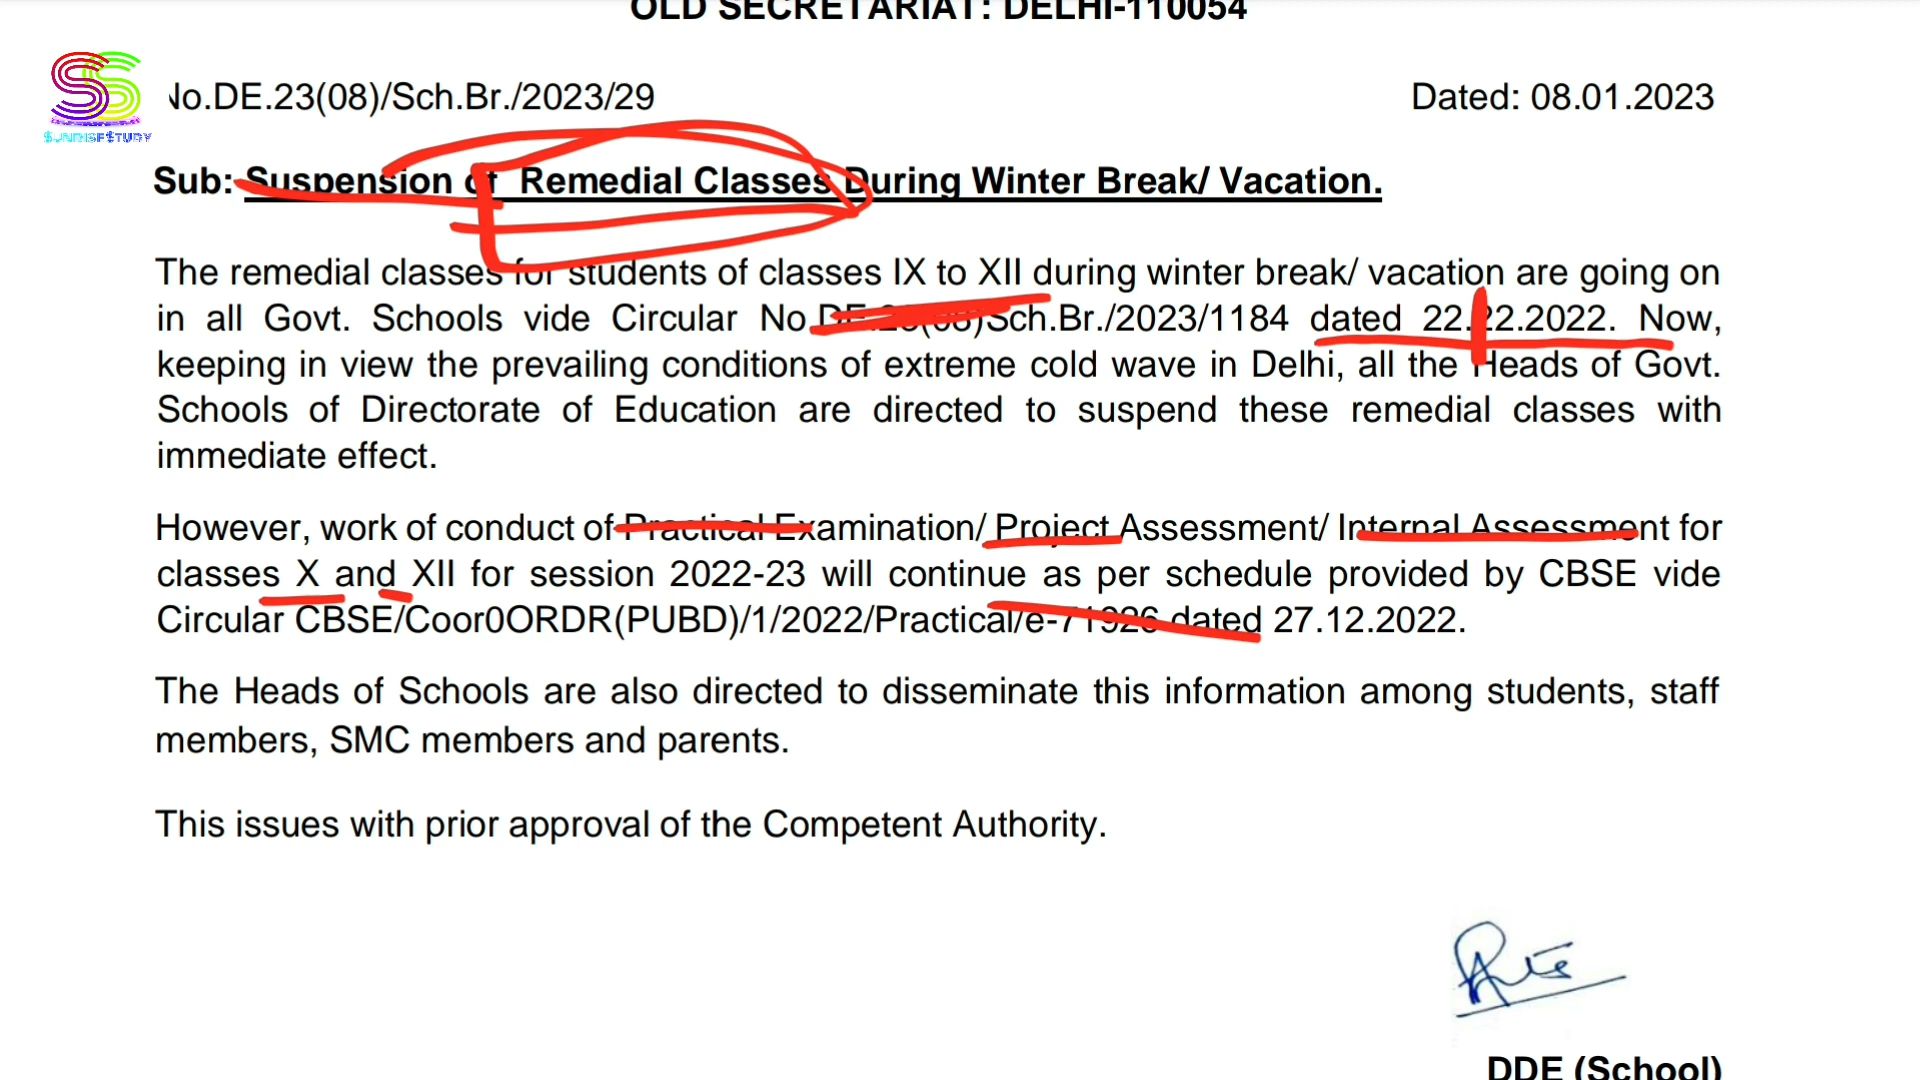 OLD SECRETARIAT: DELHI-110054
No.DE.23(08)/Sch.Br./2023/29
Dated: 08.01.2023
SUNRISESTUDY
Sub: Suspension of Remedial Classes During Winter Break/ Vacation.
The remedial classes for students of classes IX to XII during winter break/ vacation are going on
in all Govt. Schools vide Circular No.DE.23(08)Sch.Br./2023/1184 dated 22.22.2022. Now,
keeping in view the prevailing conditions of extreme cold wave in Delhi, all the Heads of Govt.
Schools of Directorate of Education are directed to suspend these remedial classes with
immediate effect.
However, work of conduct of Practical Examination/ Project Assessment/ Internal Assessment for
classes X and XII for session 2022-23 will continue as per schedule provided by CBSE vide
Circular CBSE/Coor0ORDR(PUBD)/1/2022/Practical/e-71926 dated 27.12.2022.
The Heads of Schools are also directed to disseminate this information among students, staff
members, SMC members and parents.
This issues with prior approval of the Competent Authority.
DDE (School)